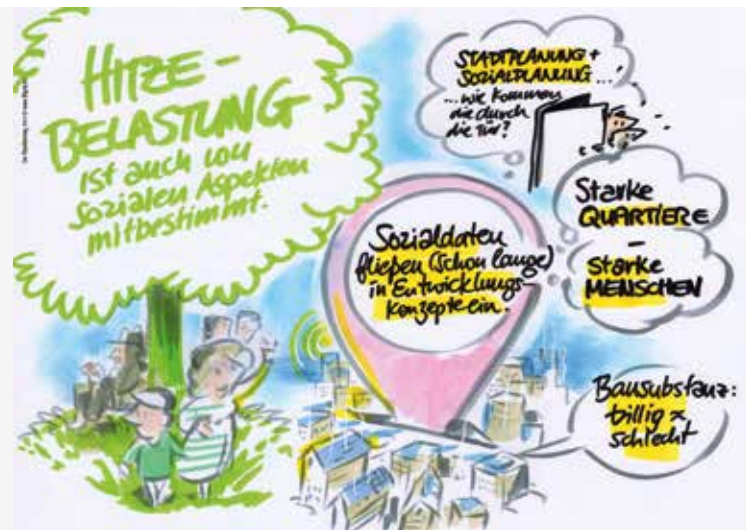 HITZE-
BELASTUNG
ist auch von
sozialen Aspekten
mitbestimmt.
STADTPLANUNG +
SOZIALPLANUNG...
...wie kommen
die durch
die Tür?
Starke
QUARTIERE
–
starke
MENSCHEN
Sozialdaten
fließen (schon lange)
in Entwicklungs-
konzepte ein.
Bausubstanz:
billig
schlecht